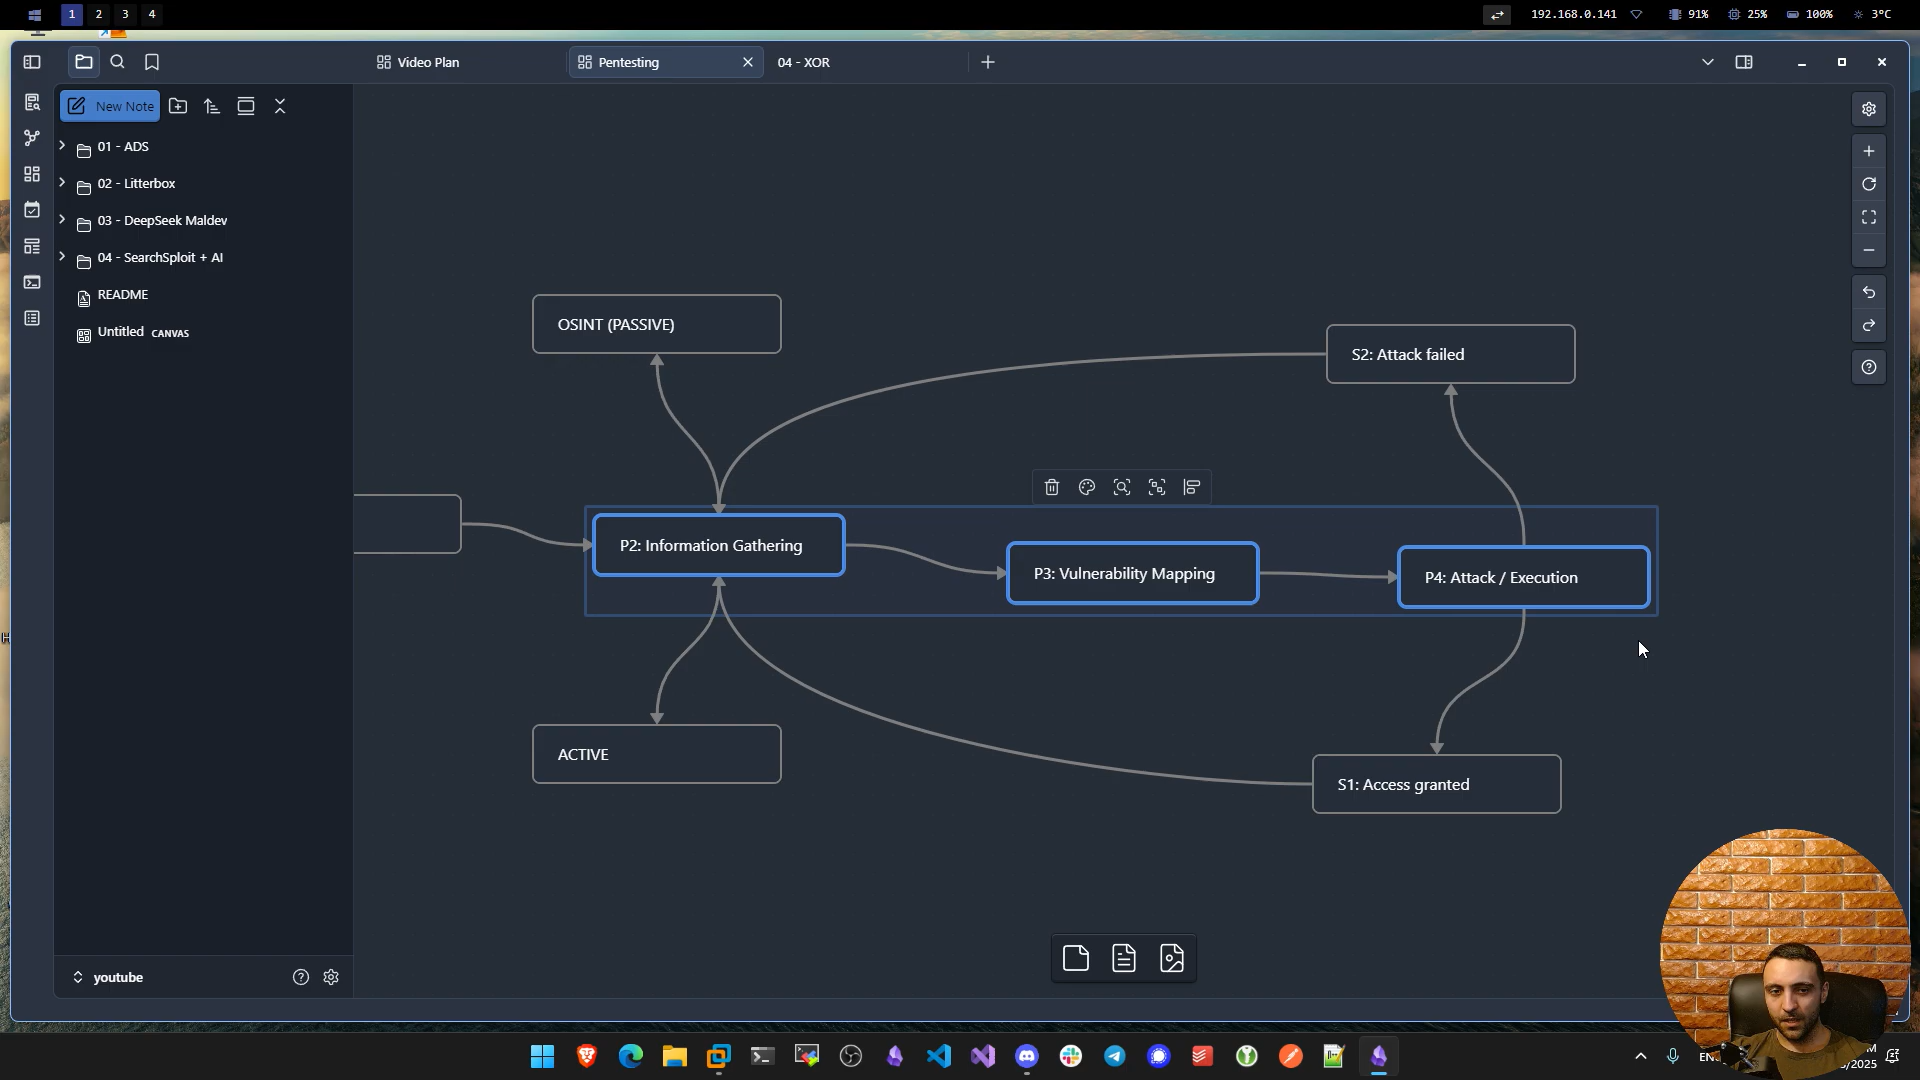 1 2 3 4
192.168.0.141 91% 25% 100% 3°C
Video Plan
Pentesting
04 - XOR
New Note
01 - ADS
02 - Litterbox
03 - DeepSeek Maldev
04 - SearchSploit + AI
README
Untitled CANVAS
OSINT (PASSIVE)
S2: Attack failed
P2: Information Gathering
P3: Vulnerability Mapping
P4: Attack / Execution
ACTIVE
S1: Access granted
youtube